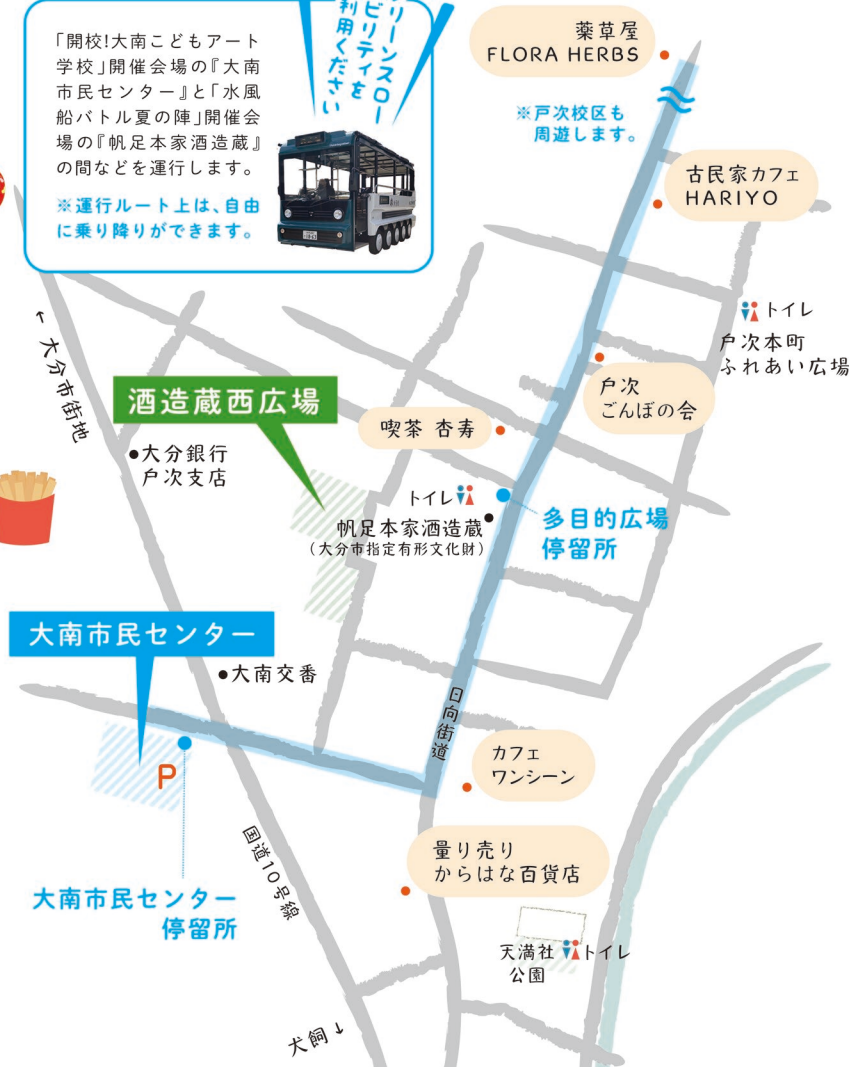 「開校!大南こどもアート
学校」開催会場の『大南
市民センター』と「水風
船バトル夏の陣」開催会
場の『帆足本家酒造蔵』
の間などを運行します。
※運行ルート上は、自由
に乗り降りができます。
リーンスロー
ビリティを
利用ください
薬草屋
FLORA HERBS
※戸次校区も
周遊します。
古民家カフェ
HARIYO
トイレ
戸次本町
ふれあい広場
←大分市街地
酒造蔵西広場
戸次
ごんぼの会
喫茶 杏寿
●大分銀行
戸次支店
トイレ
帆足本家酒造蔵
(大分市指定有形文化財)
多目的広場
停留所
大南市民センター
●大南交番
日向街道
カフェ
ワンシーン
P
国道10号線
量り売り
からはな百貨店
大南市民センター
停留所
天満社
公園
トイレ
犬飼↓